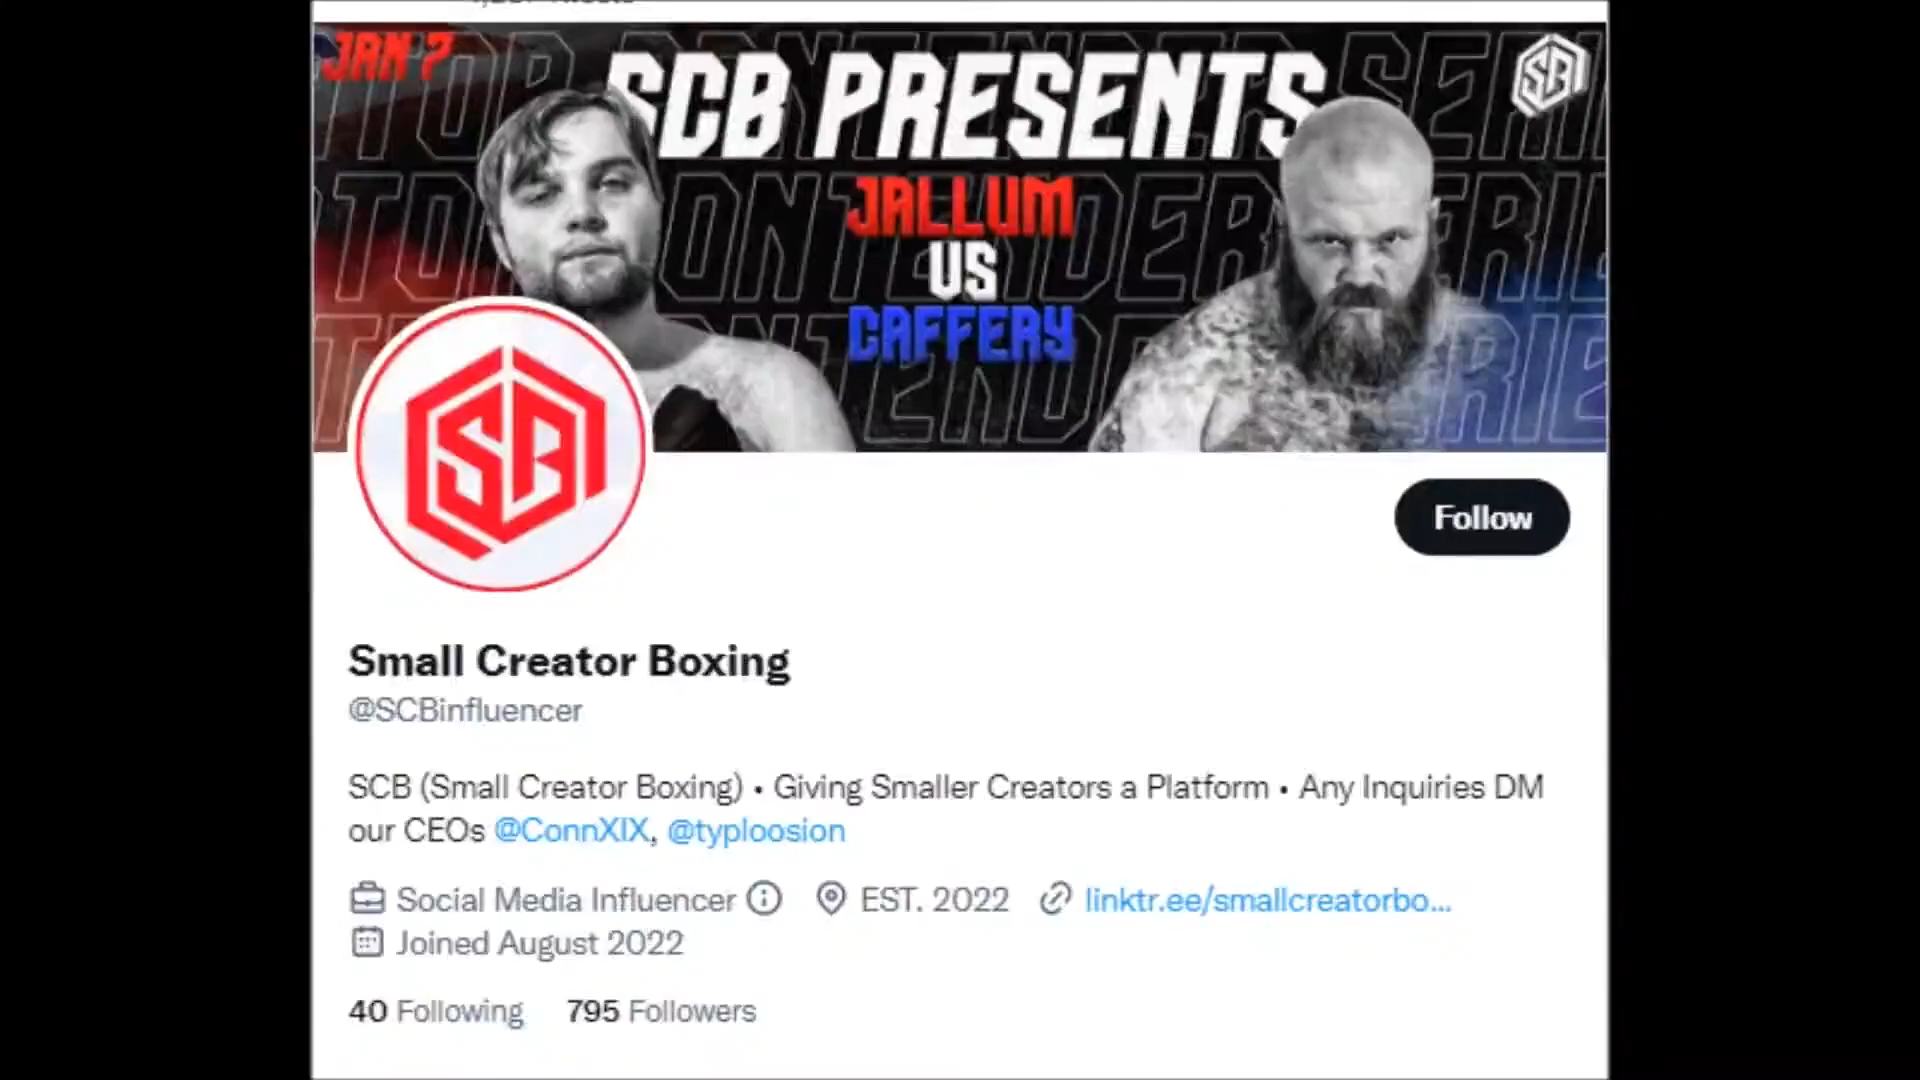 JAN 7
SCB PRESENTS
JALLUM
VS
CAFFERY
SCB
Small Creator Boxing
@SCBinfluencer
SCB (Small Creator Boxing) • Giving Smaller Creators a Platform • Any Inquiries DM
our CEOs @ConnXIX, @typloosion
Social Media Influencer EST. 2022 linktr.ee/smallcreatorbo...
Joined August 2022
40 Following 795 Followers
Follow